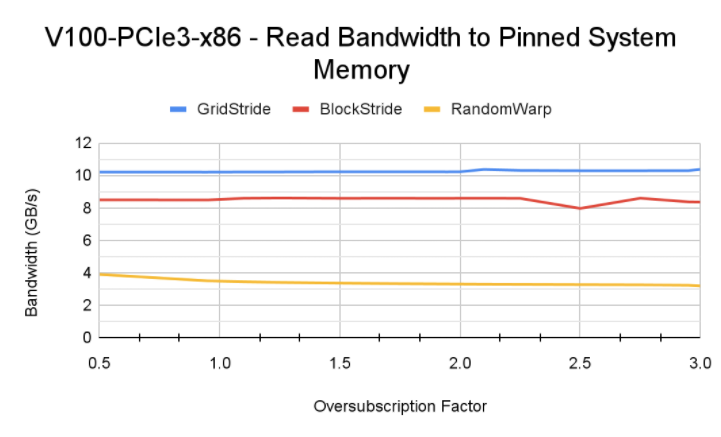 V100-PCIe3-x86 - Read Bandwidth to Pinned System
Memory
GridStride BlockStride RandomWarp
12
10
8
6
4
2
0
Bandwidth (GB/s)
0.5 1.0 1.5 2.0 2.5 3.0
Oversubscription Factor